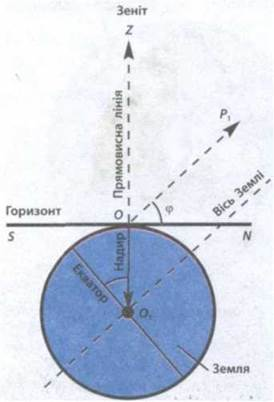 Зеніт
Z
Прямовисна лінія
P₁
Вісь Землі
Горизонт
O
φ
S
N
Надир
Екватор
O₁
Земля